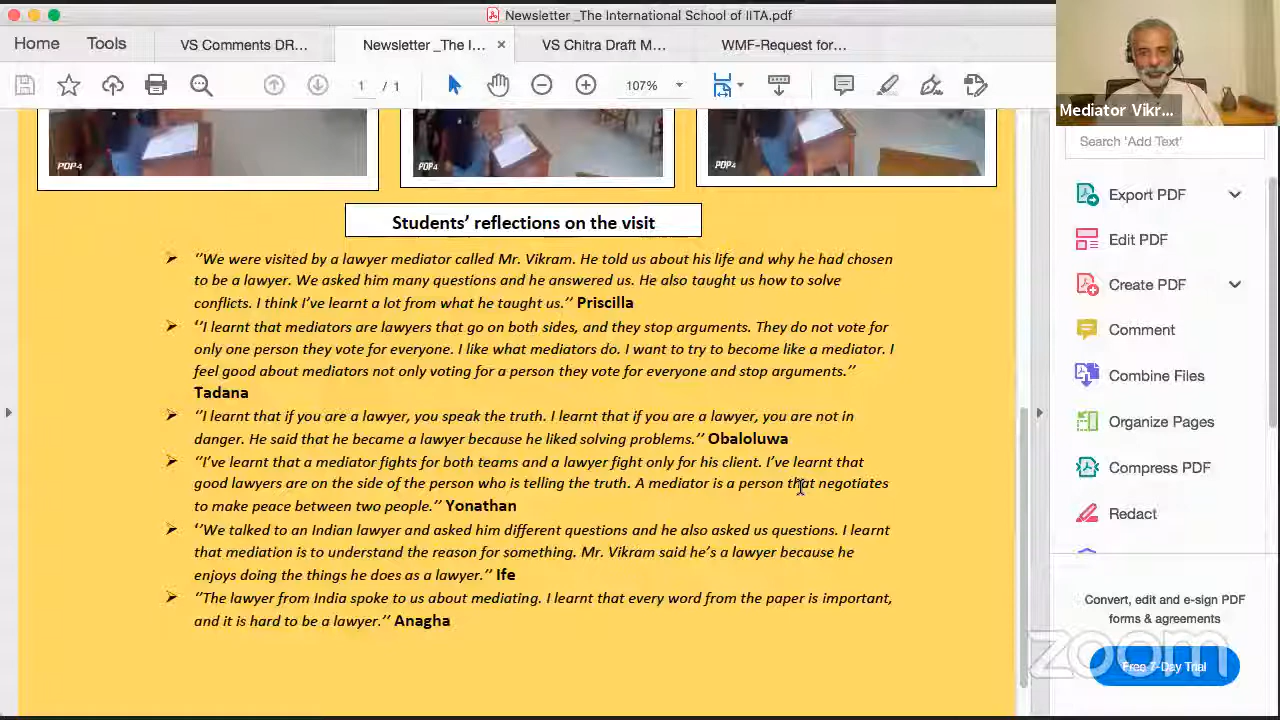 Newsletter _The International School of IITA.pdf
Home
Tools
VS Comments DR...
Newsletter _The I...
VS Chitra Draft M...
WMF-Request for...
1 / 1
107%
Mediator Vikr...
Search 'Add Text'
Export PDF
Edit PDF
Create PDF
Comment
Combine Files
Organize Pages
Compress PDF
Redact
Convert, edit and e-sign PDF
forms & agreements
Free 7-Day Trial
zoom
POP4
POP4
POP4
Students’ reflections on the visit
‘‘We were visited by a lawyer mediator called Mr. Vikram. He told us about his life and why he had chosen
to be a lawyer. We asked him many questions and he answered us. He also taught us how to solve
conflicts. I think I’ve learnt a lot from what he taught us.’’ Priscilla
‘‘I learnt that mediators are lawyers that go on both sides, and they stop arguments. They do not vote for
only one person they vote for everyone. I like what mediators do. I want to try to become like a mediator. I
feel good about mediators not only voting for a person they vote for everyone and stop arguments.’’
Tadana
‘‘I learnt that if you are a lawyer, you speak the truth. I learnt that if you are a lawyer, you are not in
danger. He said that he became a lawyer because he liked solving problems.’’ Obaloluwa
‘‘I’ve learnt that a mediator fights for both teams and a lawyer fight only for his client. I’ve learnt that
good lawyers are on the side of the person who is telling the truth. A mediator is a person that negotiates
to make peace between two people.’’ Yonathan
‘‘We talked to an Indian lawyer and asked him different questions and he also asked us questions. I learnt
that mediation is to understand the reason for something. Mr. Vikram said he’s a lawyer because he
enjoys doing the things he does as a lawyer.’’ Ife
‘‘The lawyer from India spoke to us about mediating. I learnt that every word from the paper is important,
and it is hard to be a lawyer.’’ Anagha